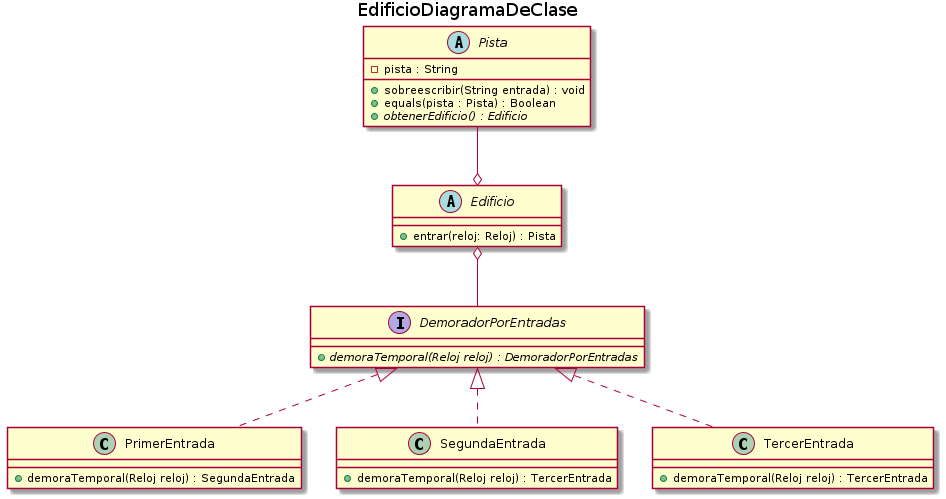 EdificioDiagramaDeClase
A Pista
pista : String
sobreescribir(String entrada) : void
equals(pista : Pista) : Boolean
obtenerEdificio() : Edificio
A Edificio
entrar(reloj: Reloj) : Pista
I DemoradorPorEntradas
demoraTemporal(Reloj reloj) : DemoradorPorEntradas
C PrimerEntrada
demoraTemporal(Reloj reloj) : SegundaEntrada
C SegundaEntrada
demoraTemporal(Reloj reloj) : TercerEntrada
C TercerEntrada
demoraTemporal(Reloj reloj) : TercerEntrada